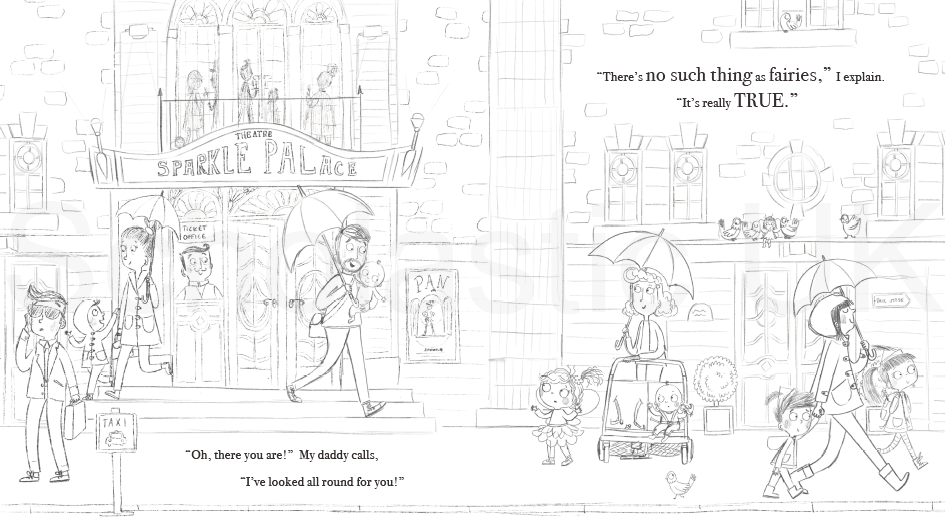 THEATRE
SPARKLE PALACE
TICKET
OFFICE
PAN
TAXI
"Oh, there you are!" My daddy calls,
"I've looked all round for you!"
"There's no such thing as fairies," I explain.
"It's really TRUE."